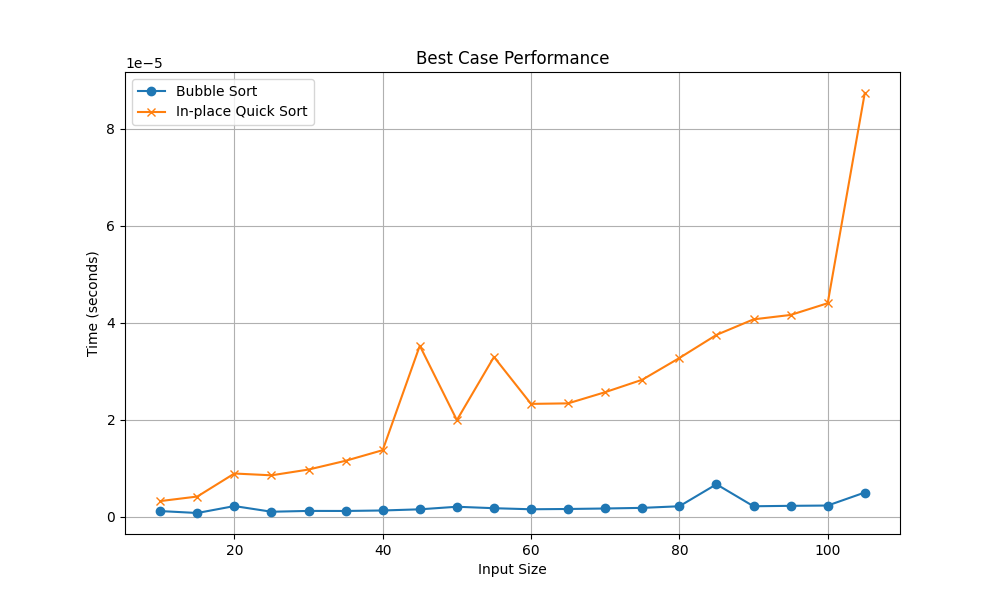 Best Case Performance
1e−5
Bubble Sort
In-place Quick Sort
8
6
4
2
0
Time (seconds)
20 40 60 80 100
Input Size